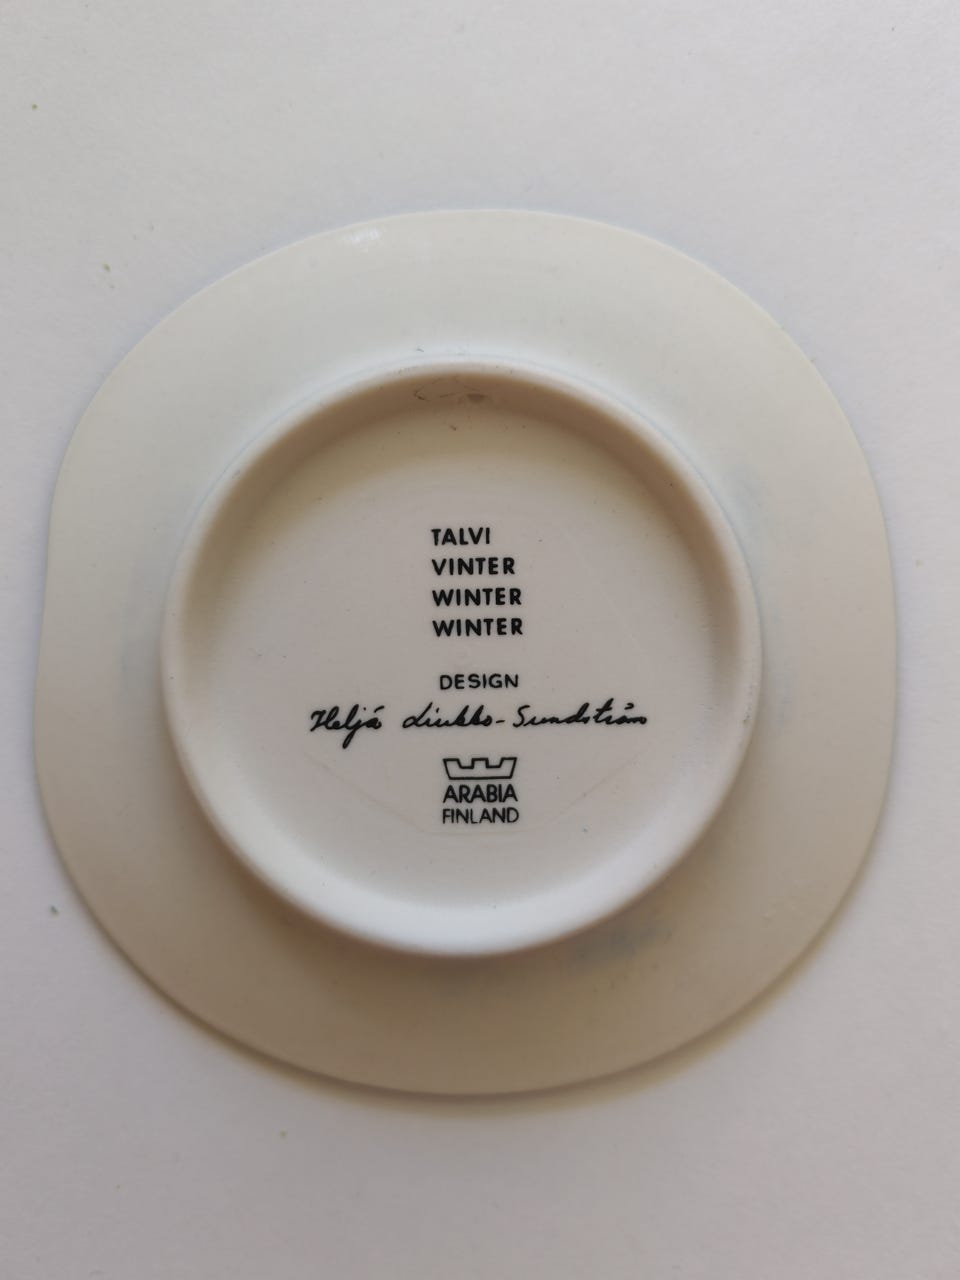 TALVI
VINTER
WINTER
WINTER
DESIGN
Heljä Liukko-Sundström
ARABIA
FINLAND